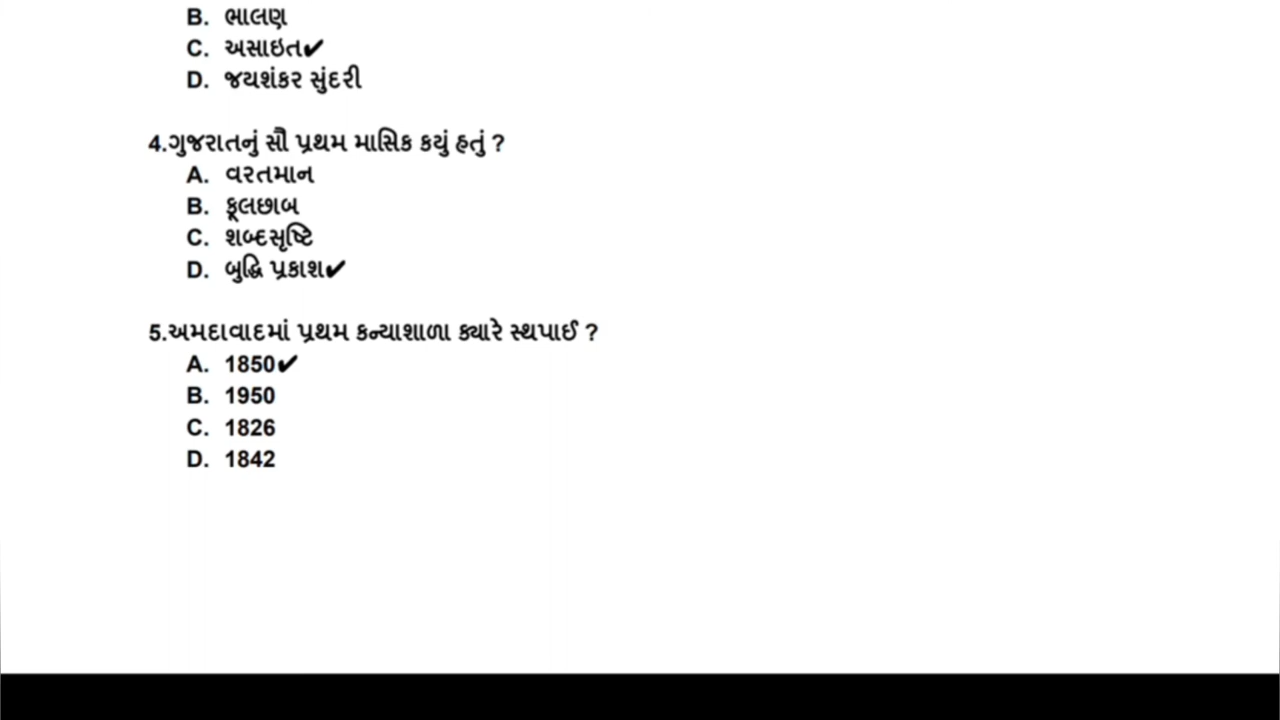 B. ભાલણ
C. અસાઇત✔
D. જયશંકર સુંદરી
4.ગુજરાતનું સૌ પ્રથમ માસિક કયું હતું ?
A. વરતમાન
B. ફૂલછાબ
C. શબ્દસૃષ્ટિ
D. બુદ્ધિ પ્રકાશ✔
5.અમદાવાદમાં પ્રથમ કન્યાશાળા ક્યારે સ્થપાઈ ?
A. 1850✔
B. 1950
C. 1826
D. 1842